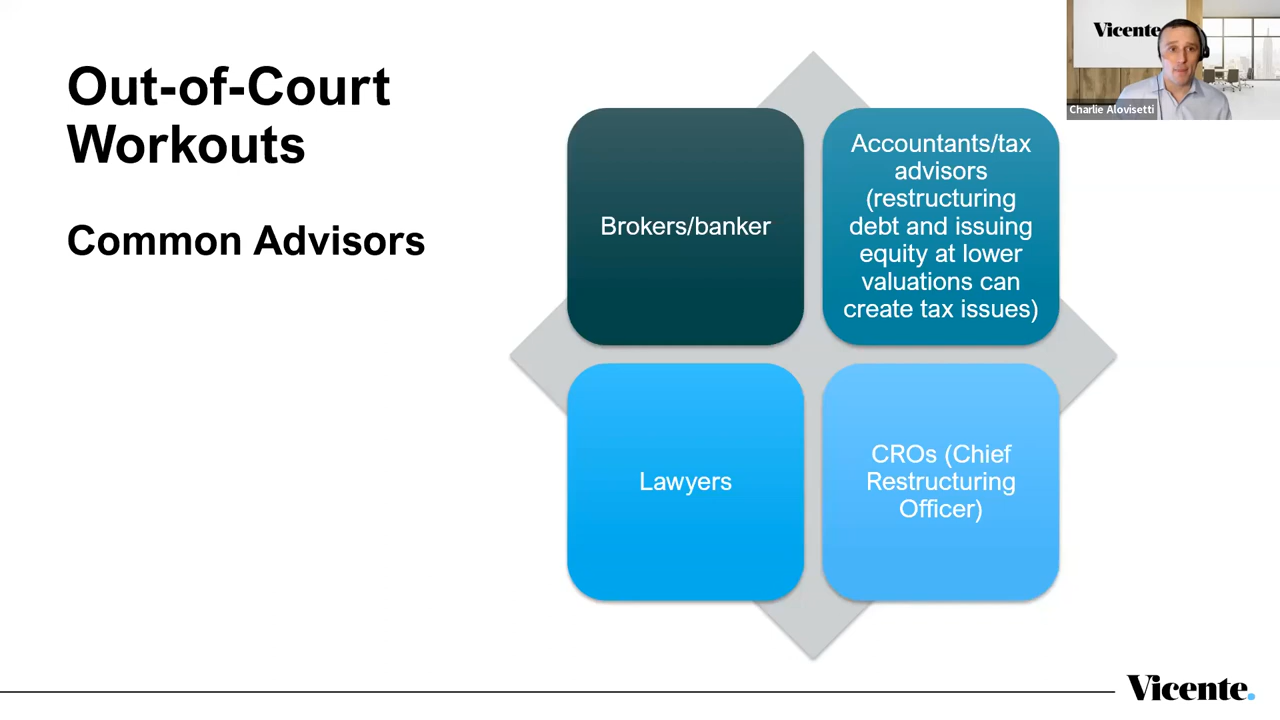 Out-of-Court
Workouts
Common Advisors
Brokers/banker
Accountants/tax
advisors
(restructuring
debt and issuing
equity at lower
valuations can
create tax issues)
Lawyers
CROs (Chief
Restructuring
Officer)
Vicente
Charlie Alovisetti
Vicente.